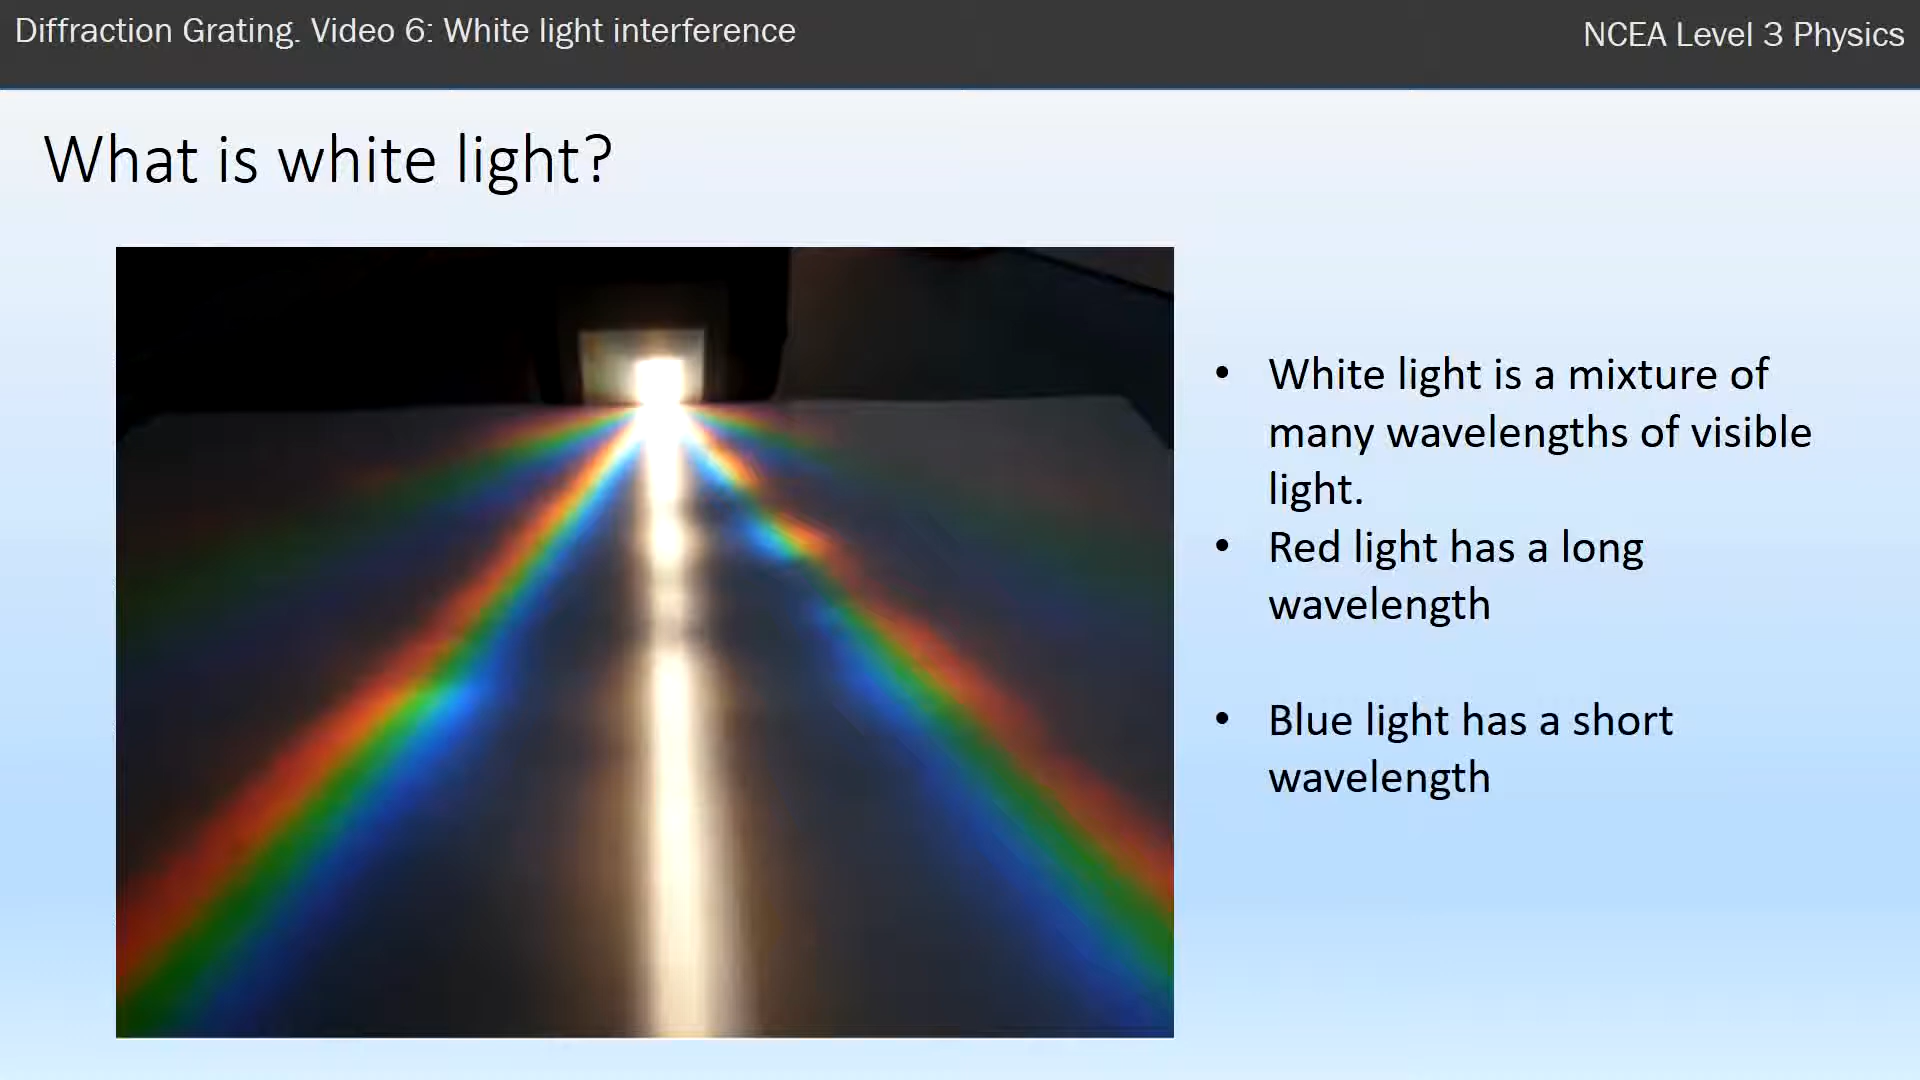 Diffraction Grating. Video 6: White light interference
NCEA Level 3 Physics
What is white light?
• White light is a mixture of
many wavelengths of visible
light.
• Red light has a long
wavelength
• Blue light has a short
wavelength